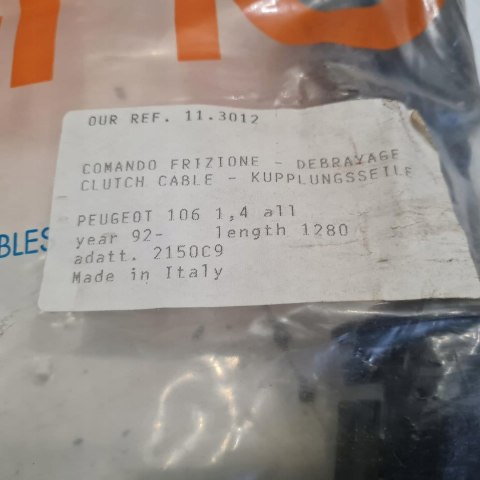 OUR REF. 11.3012
COMANDO FRIZIONE - DEBRAYAGE
CLUTCH CABLE - KUPPLUNGSSEILE
PEUGEOT 106 1,4 all
year 92- length 1280
adatt. 2150C9
Made in Italy
BLES